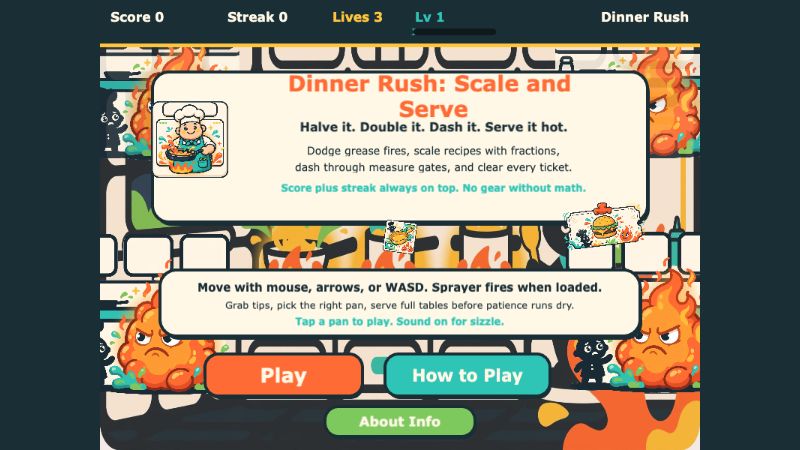 Score 0
Streak 0
Lives 3
Lv 1
Dinner Rush
Dinner Rush: Scale and
Serve
Halve it. Double it. Dash it. Serve it hot.
Dodge grease fires, scale recipes with fractions,
dash through measure gates, and clear every ticket.
Score plus streak always on top. No gear without math.
Move with mouse, arrows, or WASD. Sprayer fires when loaded.
Grab tips, pick the right pan, serve full tables before patience runs dry.
Tap a pan to play. Sound on for sizzle.
Play
How to Play
About Info